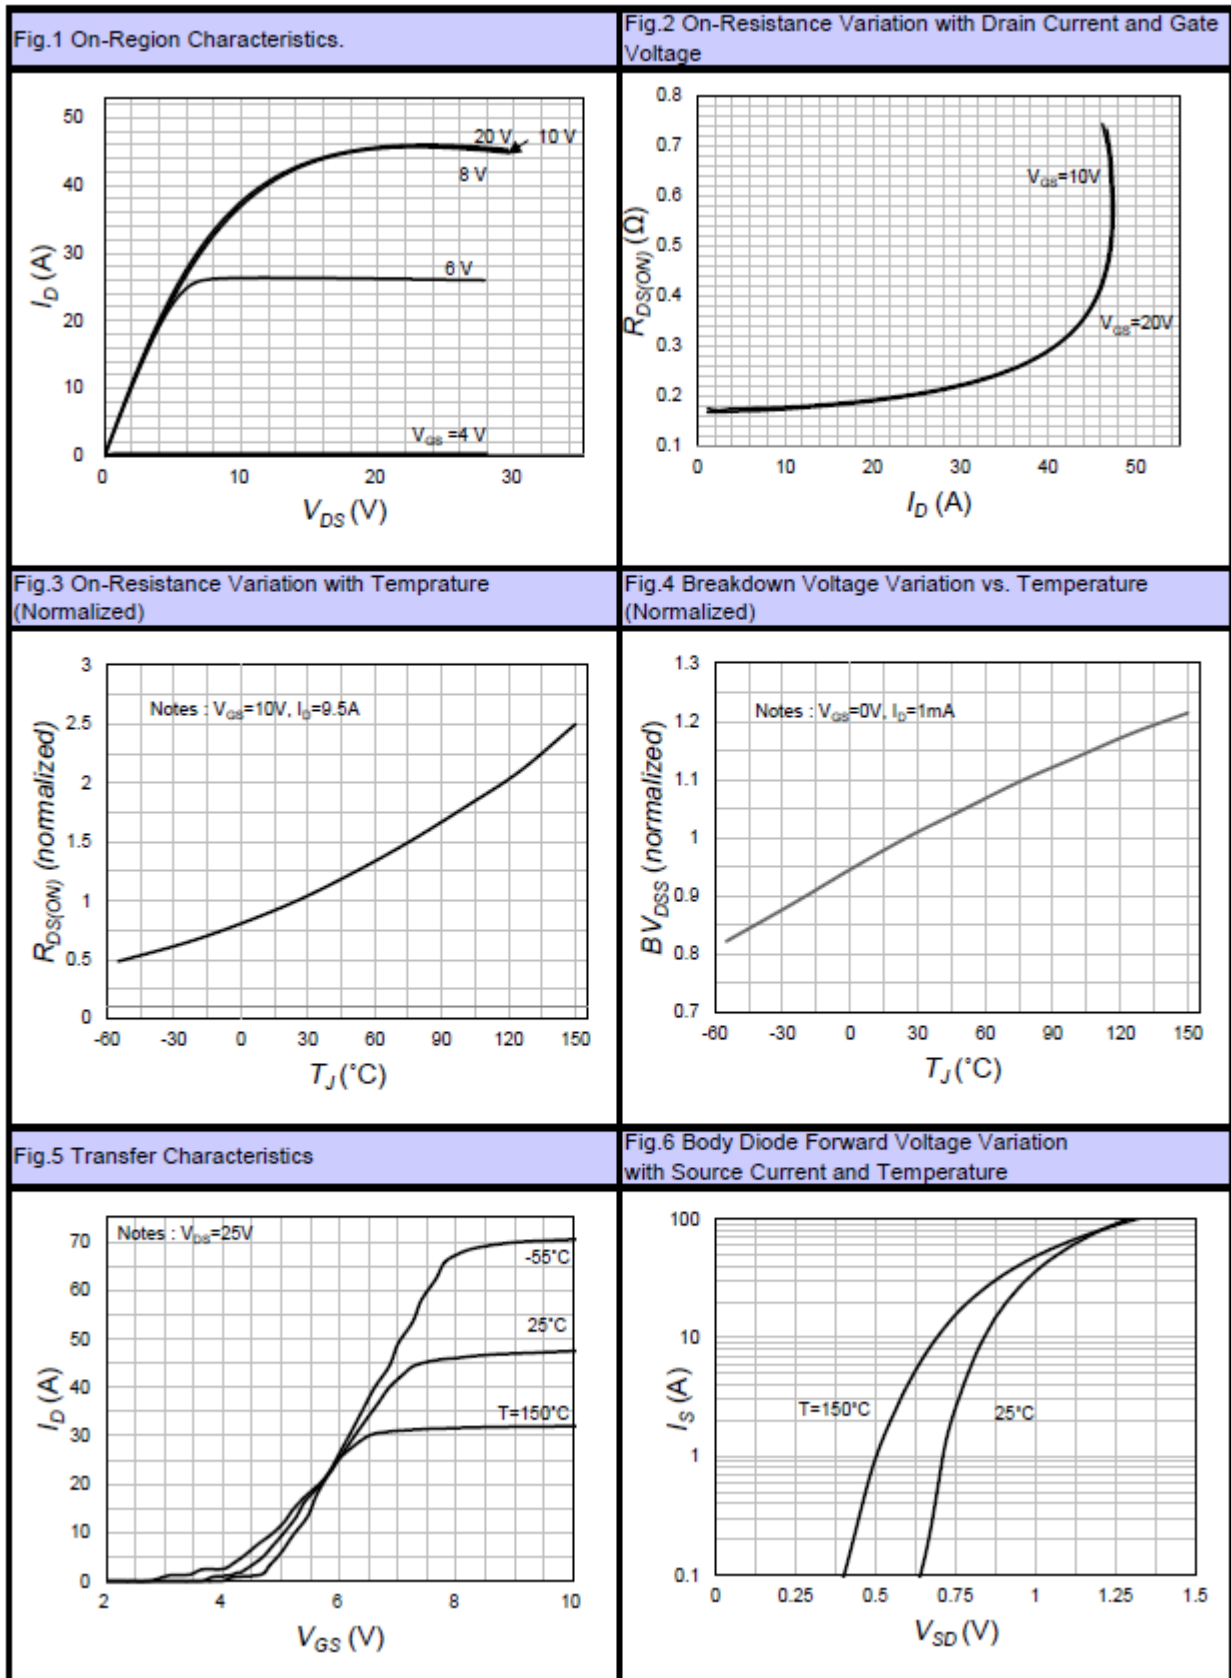 Fig.1 On-Region Characteristics.
Fig.2 On-Resistance Variation with Drain Current and Gate
Voltage
50
40
30
20
10
0
I_D (A)
20 V
10 V
8 V
6 V
V_GS =4 V
0 10 20 30
V_DS (V)
0.8
0.7
0.6
0.5
0.4
0.3
0.2
0.1
R_DS(ON) (Ω)
V_GS=10V
V_GS=20V
0 10 20 30 40 50
I_D (A)
Fig.3 On-Resistance Variation with Temprature
(Normalized)
Fig.4 Breakdown Voltage Variation vs. Temperature
(Normalized)
3
2.5
2
1.5
1
0.5
0
R_DS(ON) (normalized)
Notes : V_GS=10V, I_D=9.5A
-60 -30 0 30 60 90 120 150
T_J (°C)
1.3
1.2
1.1
1
0.9
0.8
0.7
BV_DSS (normalized)
Notes : V_GS=0V, I_D=1mA
-60 -30 0 30 60 90 120 150
T_J (°C)
Fig.5 Transfer Characteristics
Fig.6 Body Diode Forward Voltage Variation
with Source Current and Temperature
70
60
50
40
30
20
10
0
I_D (A)
Notes : V_DS=25V
-55°C
25°C
T=150°C
2 4 6 8 10
V_GS (V)
100
10
1
0.1
I_S (A)
T=150°C
25°C
0 0.25 0.5 0.75 1 1.25 1.5
V_SD (V)